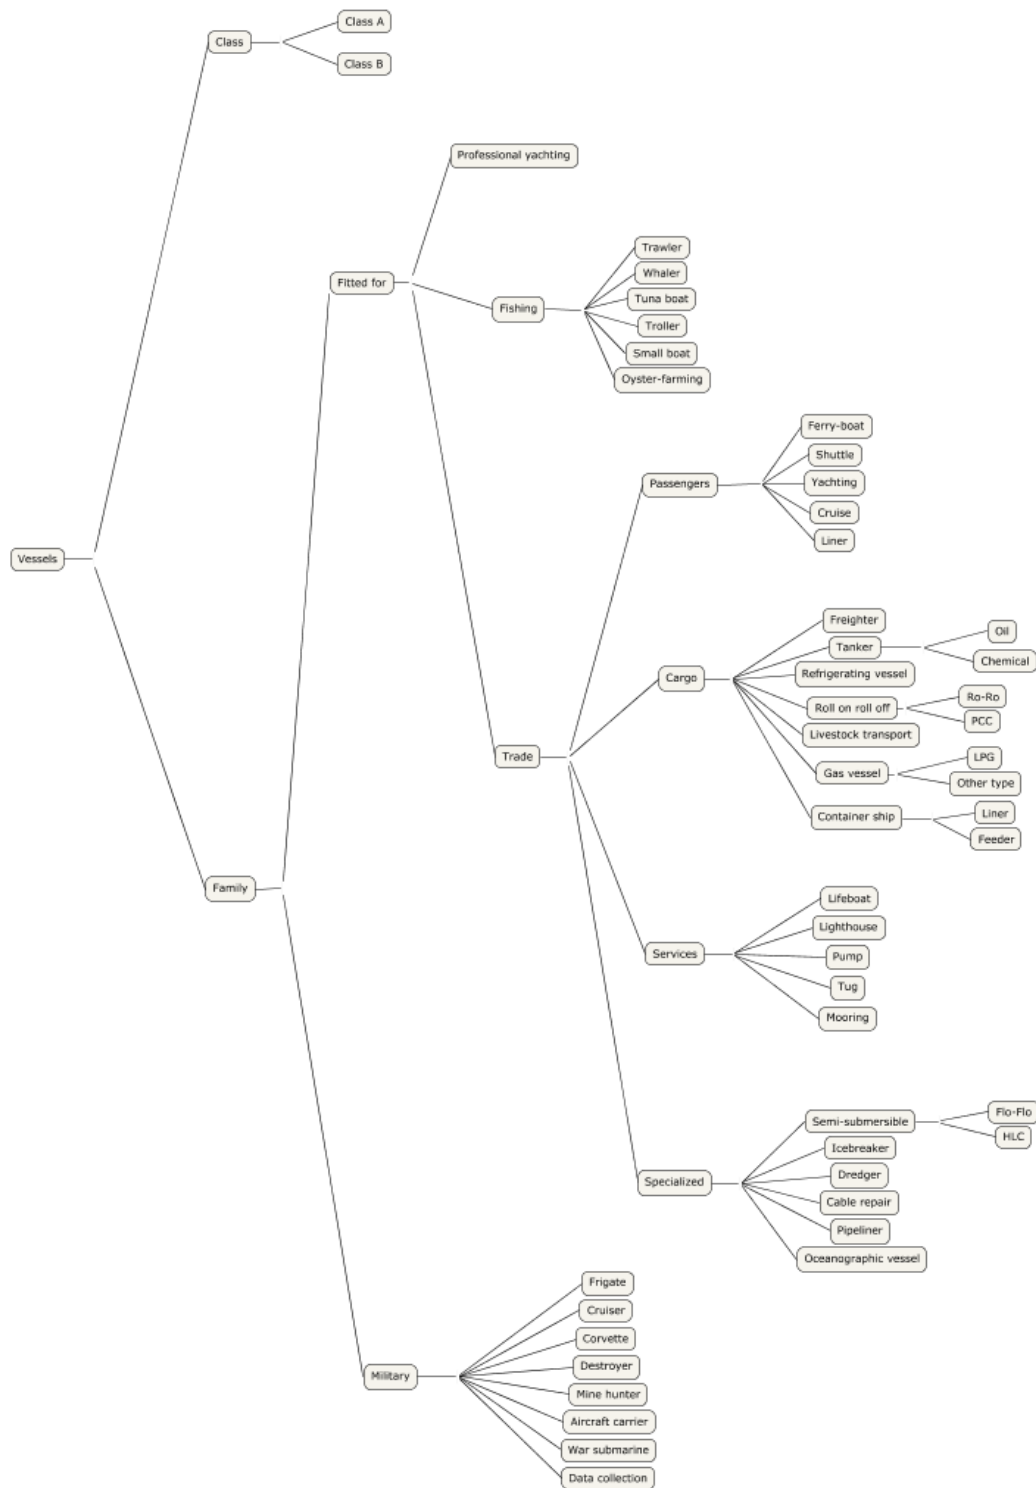 Class A
Class
Class B
Professional yachting
Trawler
Whaler
Fitted for
Tuna boat
Fishing
Troller
Small boat
Oyster-farming
Ferry-boat
Shuttle
Passengers
Yachting
Cruise
Liner
Vessels
Freighter
Oil
Tanker
Chemical
Refrigerating vessel
Cargo
Ro-Ro
Roll on roll off
PCC
Livestock transport
Trade
LPG
Gas vessel
Other type
Liner
Container ship
Feeder
Family
Lifeboat
Lighthouse
Services
Pump
Tug
Mooring
Flo-Flo
Semi-submersible
HLC
Icebreaker
Dredger
Specialized
Cable repair
Pipeliner
Oceanographic vessel
Frigate
Cruiser
Corvette
Destroyer
Military
Mine hunter
Aircraft carrier
War submarine
Data collection